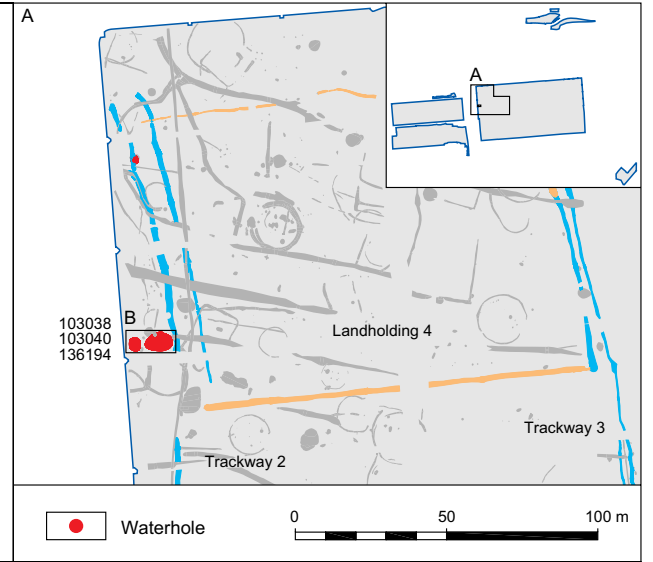 A
A
B
103038
103040
136194
Landholding 4
Trackway 3
Trackway 2
Waterhole
0 50 100 m